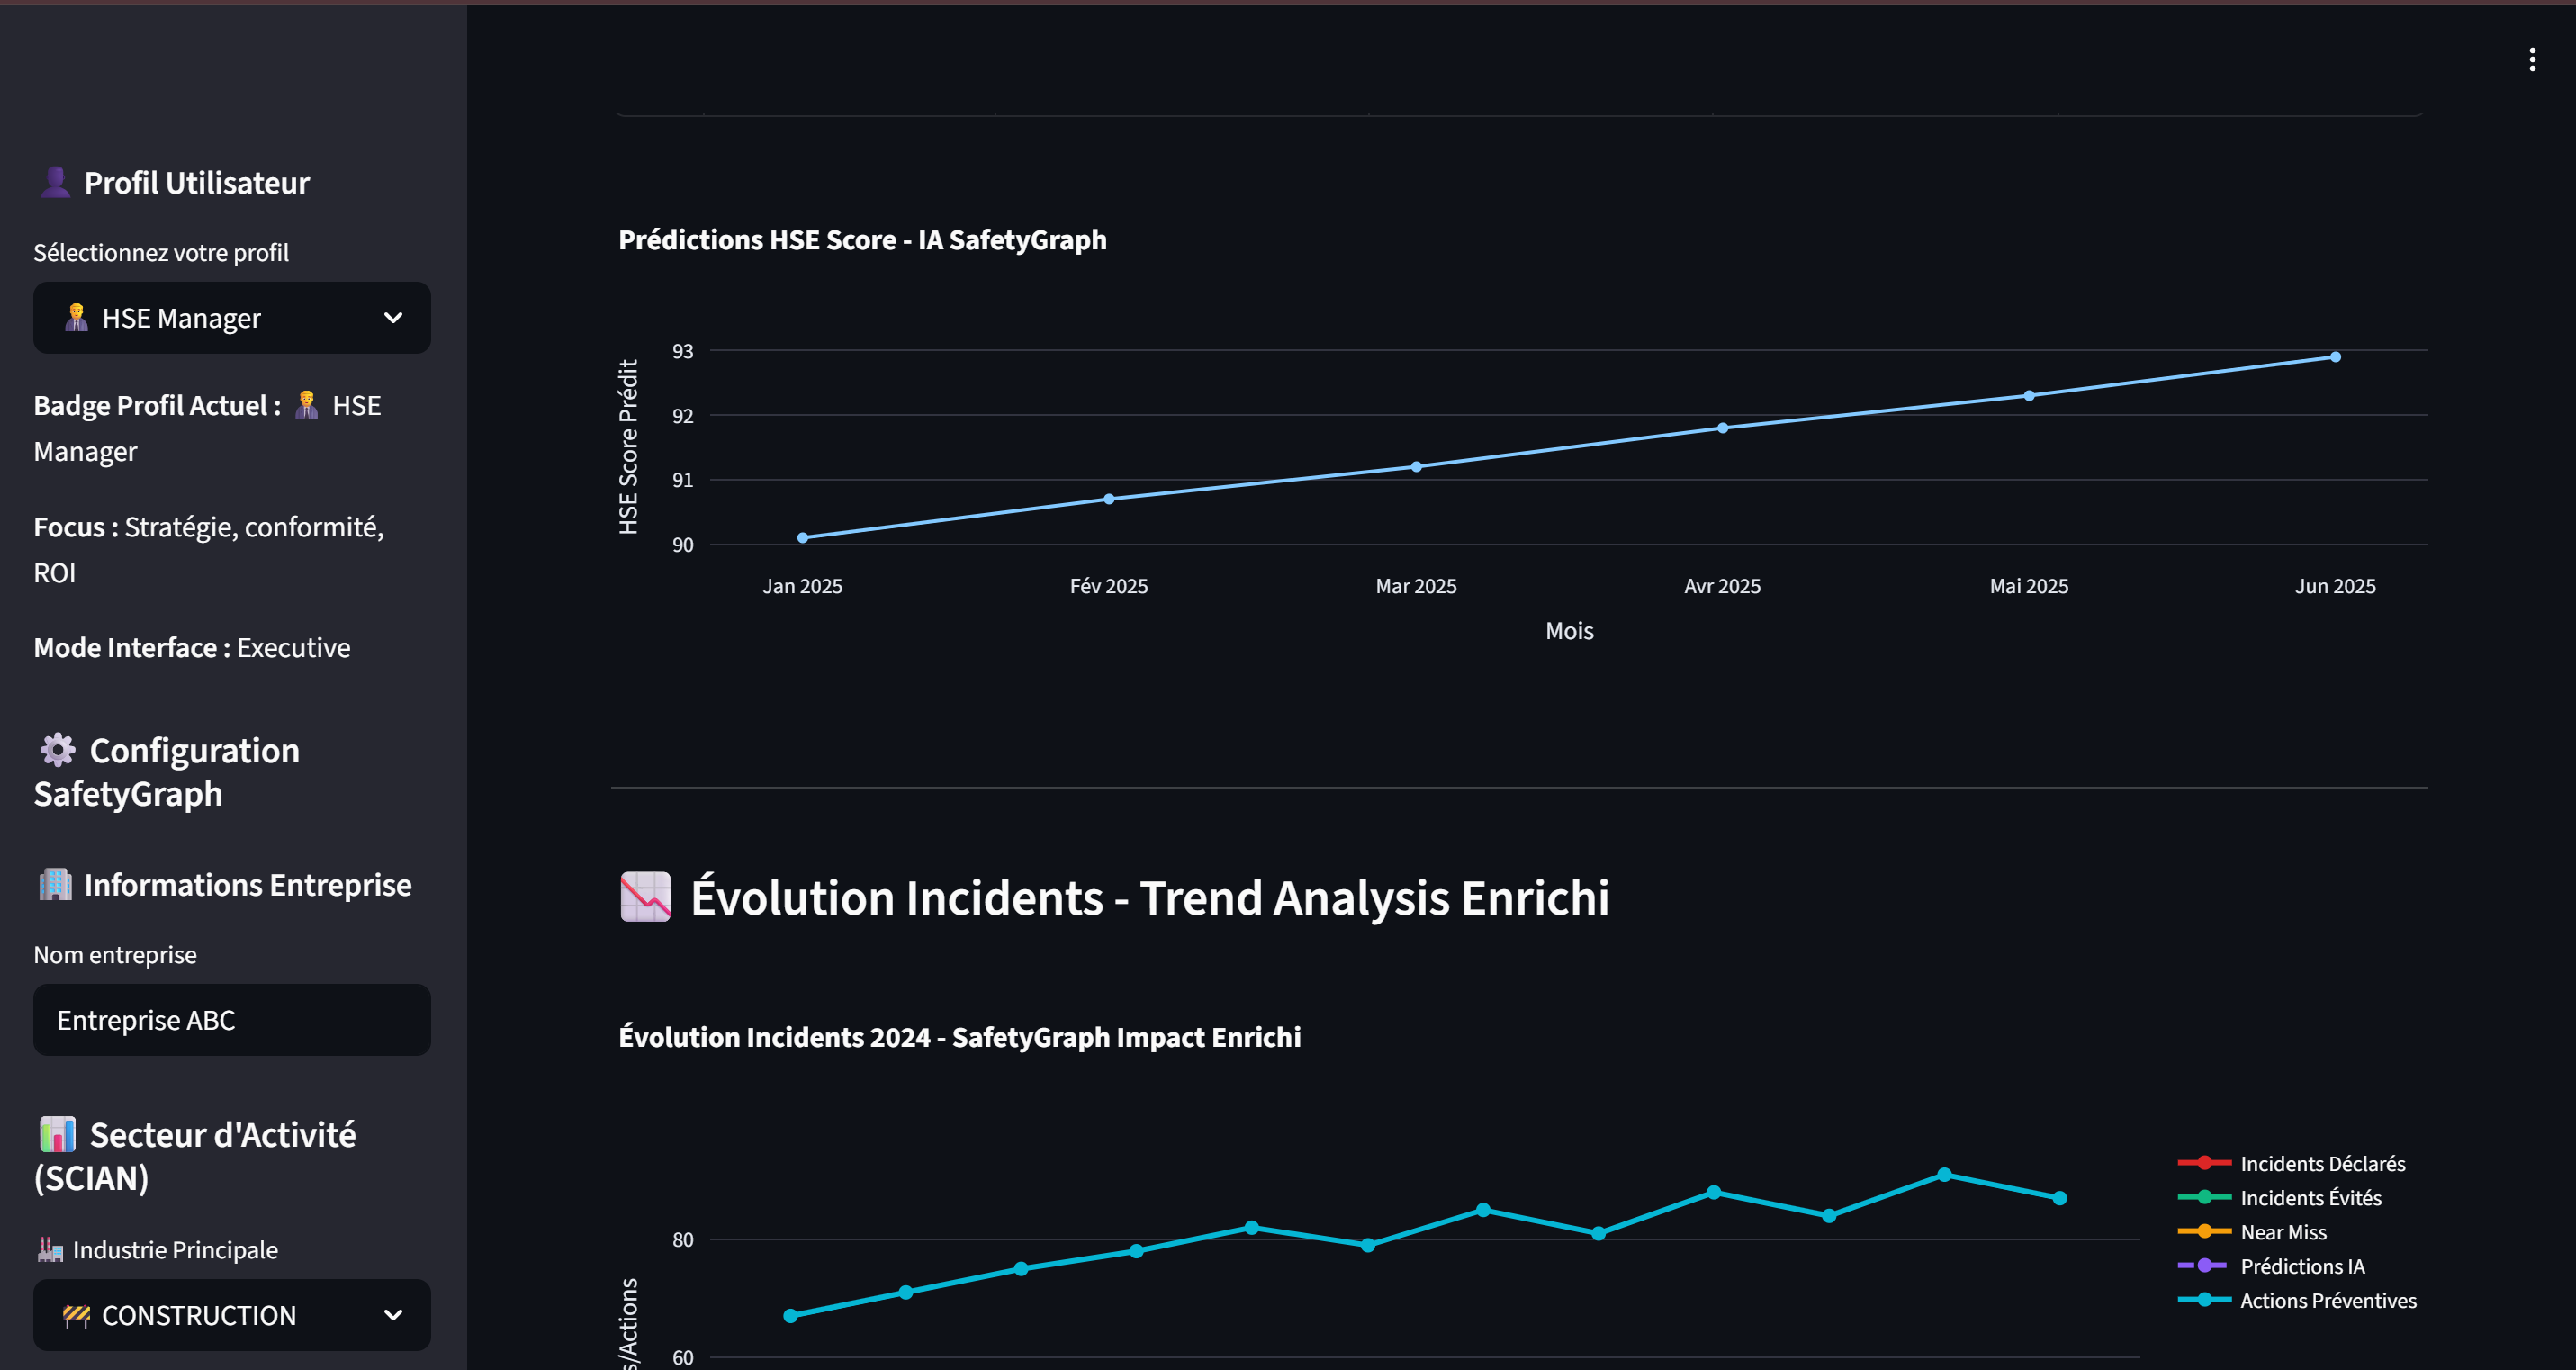 Profil Utilisateur
Sélectionnez votre profil
HSE Manager
Badge Profil Actuel : HSE
Manager
Focus : Stratégie, conformité,
ROI
Mode Interface : Executive
Configuration
SafetyGraph
Informations Entreprise
Nom entreprise
Entreprise ABC
Secteur d'Activité
(SCIAN)
Industrie Principale
CONSTRUCTION
Prédictions HSE Score - IA SafetyGraph
HSE Score Prédit
93
92
91
90
Jan 2025 Fév 2025 Mar 2025 Avr 2025 Mai 2025 Jun 2025
Mois
Évolution Incidents - Trend Analysis Enrichi
Évolution Incidents 2024 - SafetyGraph Impact Enrichi
80
60
s/Actions
Incidents Déclarés
Incidents Évités
Near Miss
Prédictions IA
Actions Préventives